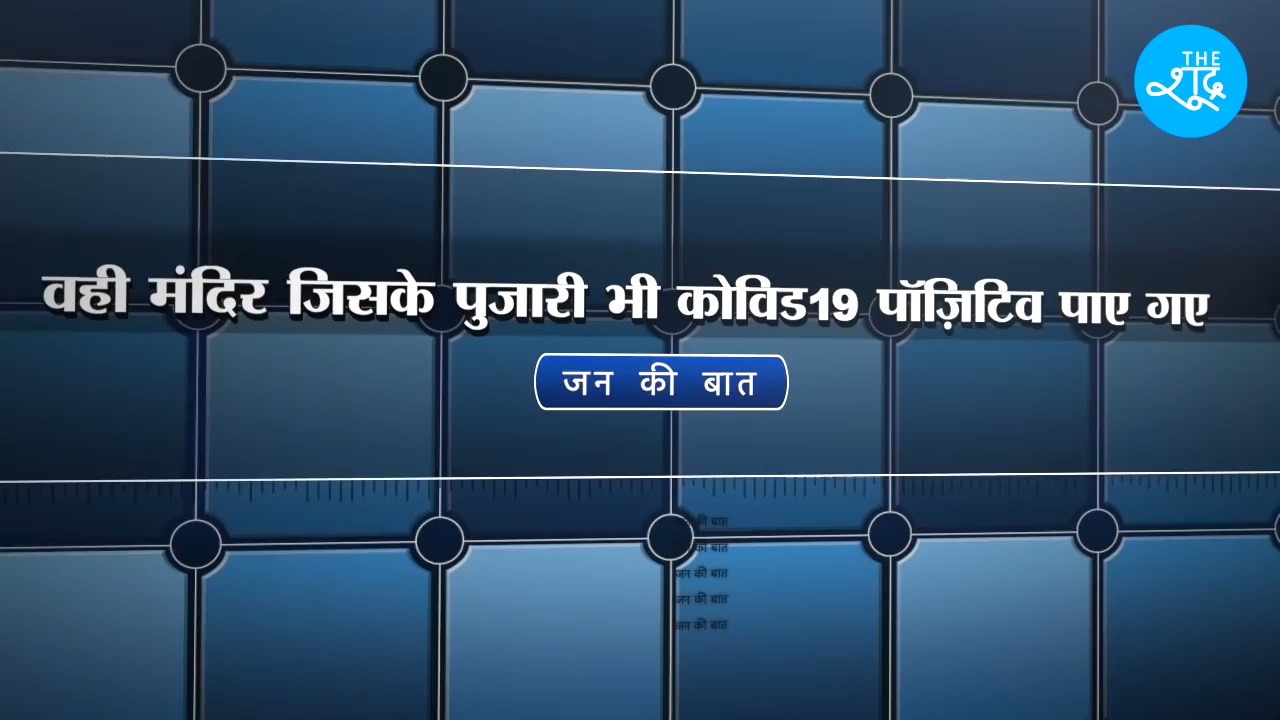 THE
शूद्र
वही मंदिर जिसके पुजारी भी कोविड19 पॉज़िटिव पाए गए
जन की बात
की बात
की बात
जन की बात
जन की बात
जन की बात